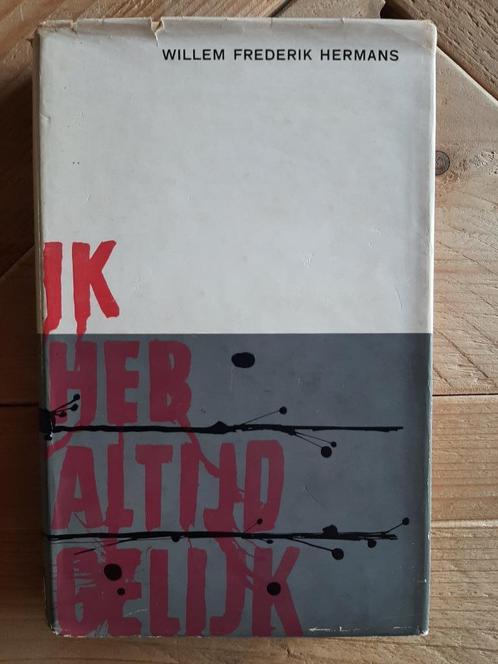 WILLEM FREDERIK HERMANS
IK
HEB
ALTIJD
GELIJK